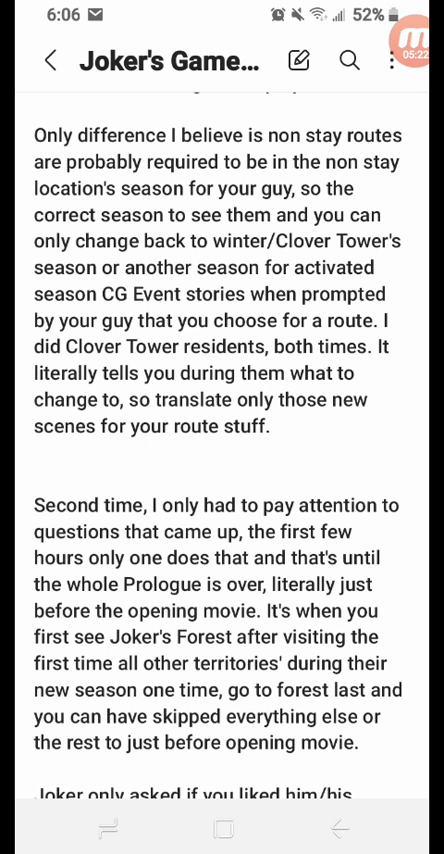 6:06
52%
05:22
Joker's Game...
Only difference I believe is non stay routes
are probably required to be in the non stay
location's season for your guy, so the
correct season to see them and you can
only change back to winter/Clover Tower's
season or another season for activated
season CG Event stories when prompted
by your guy that you choose for a route. I
did Clover Tower residents, both times. It
literally tells you during them what to
change to, so translate only those new
scenes for your route stuff.
Second time, I only had to pay attention to
questions that came up, the first few
hours only one does that and that's until
the whole Prologue is over, literally just
before the opening movie. It's when you
first see Joker's Forest after visiting the
first time all other territories' during their
new season one time, go to forest last and
you can have skipped everything else or
the rest to just before opening movie.
Joker only asked if you liked him/his